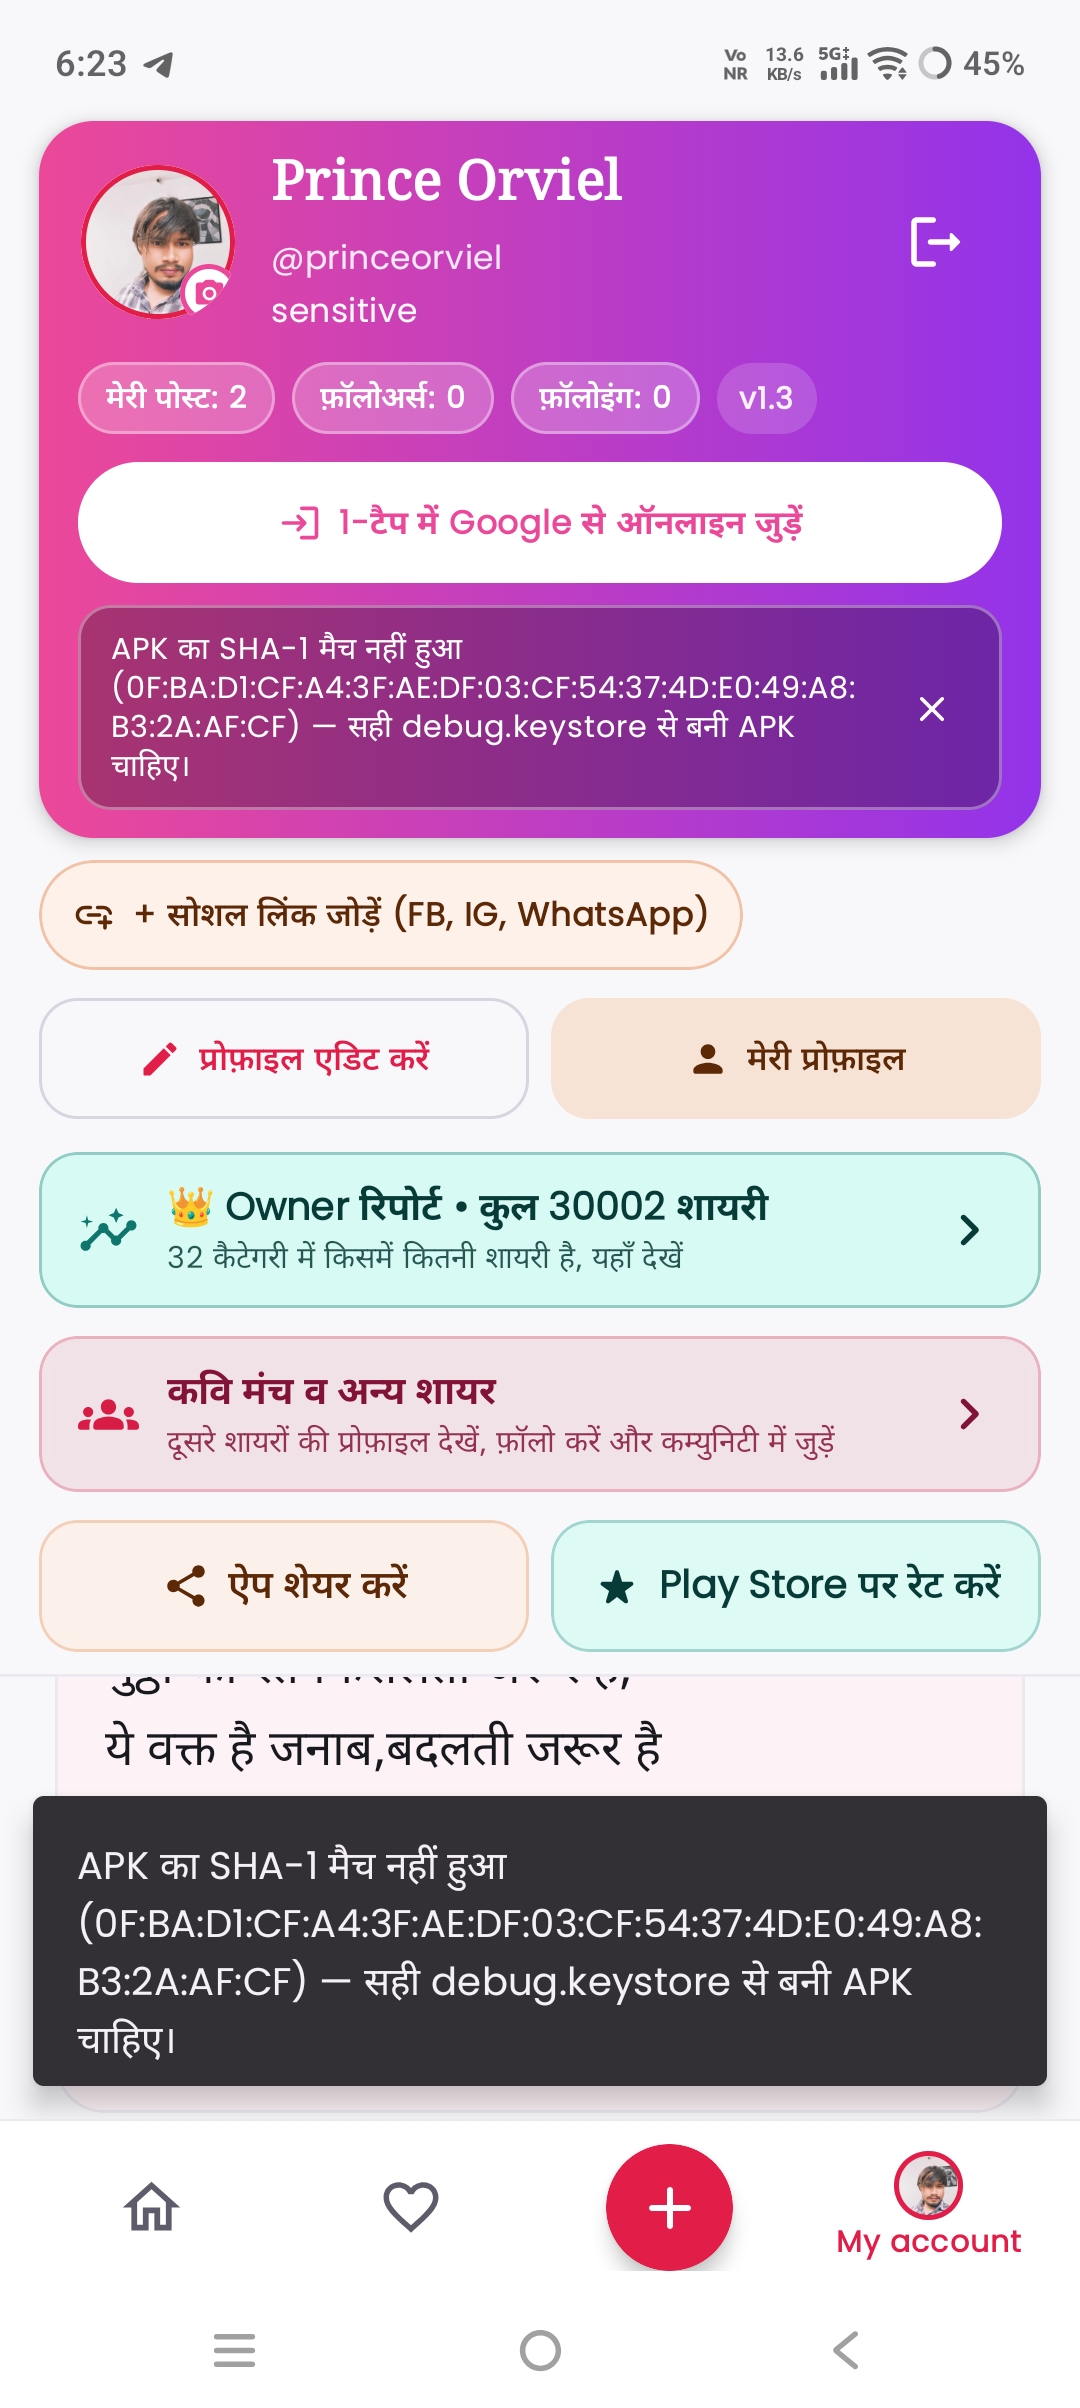 6:23
Vo NR 13.6 KB/s 5G 45%
Prince Orviel
@princeorviel
sensitive
मेरी पोस्ट: 2 फ़ॉलोअर्स: 0 फ़ॉलोइंग: 0 v1.3
1-टैप में Google से ऑनलाइन जुड़ें
APK का SHA-1 मैच नहीं हुआ
(0F:BA:D1:CF:A4:3F:AE:DF:03:CF:54:37:4D:E0:49:A8:
B3:2A:AF:CF) — सही debug.keystore से बनी APK
चाहिए।
+ सोशल लिंक जोड़ें (FB, IG, WhatsApp)
प्रोफ़ाइल एडिट करें मेरी प्रोफ़ाइल
👑 Owner रिपोर्ट • कुल 30002 शायरी
32 कैटेगरी में किसमें कितनी शायरी है, यहाँ देखें
कवि मंच व अन्य शायर
दूसरे शायरों की प्रोफ़ाइल देखें, फ़ॉलो करें और कम्युनिटी में जुड़ें
ऐप शेयर करें Play Store पर रेट करें
ये वक्त है जनाब,बदलती जरूर है
APK का SHA-1 मैच नहीं हुआ
(0F:BA:D1:CF:A4:3F:AE:DF:03:CF:54:37:4D:E0:49:A8:
B3:2A:AF:CF) — सही debug.keystore से बनी APK
चाहिए।
My account